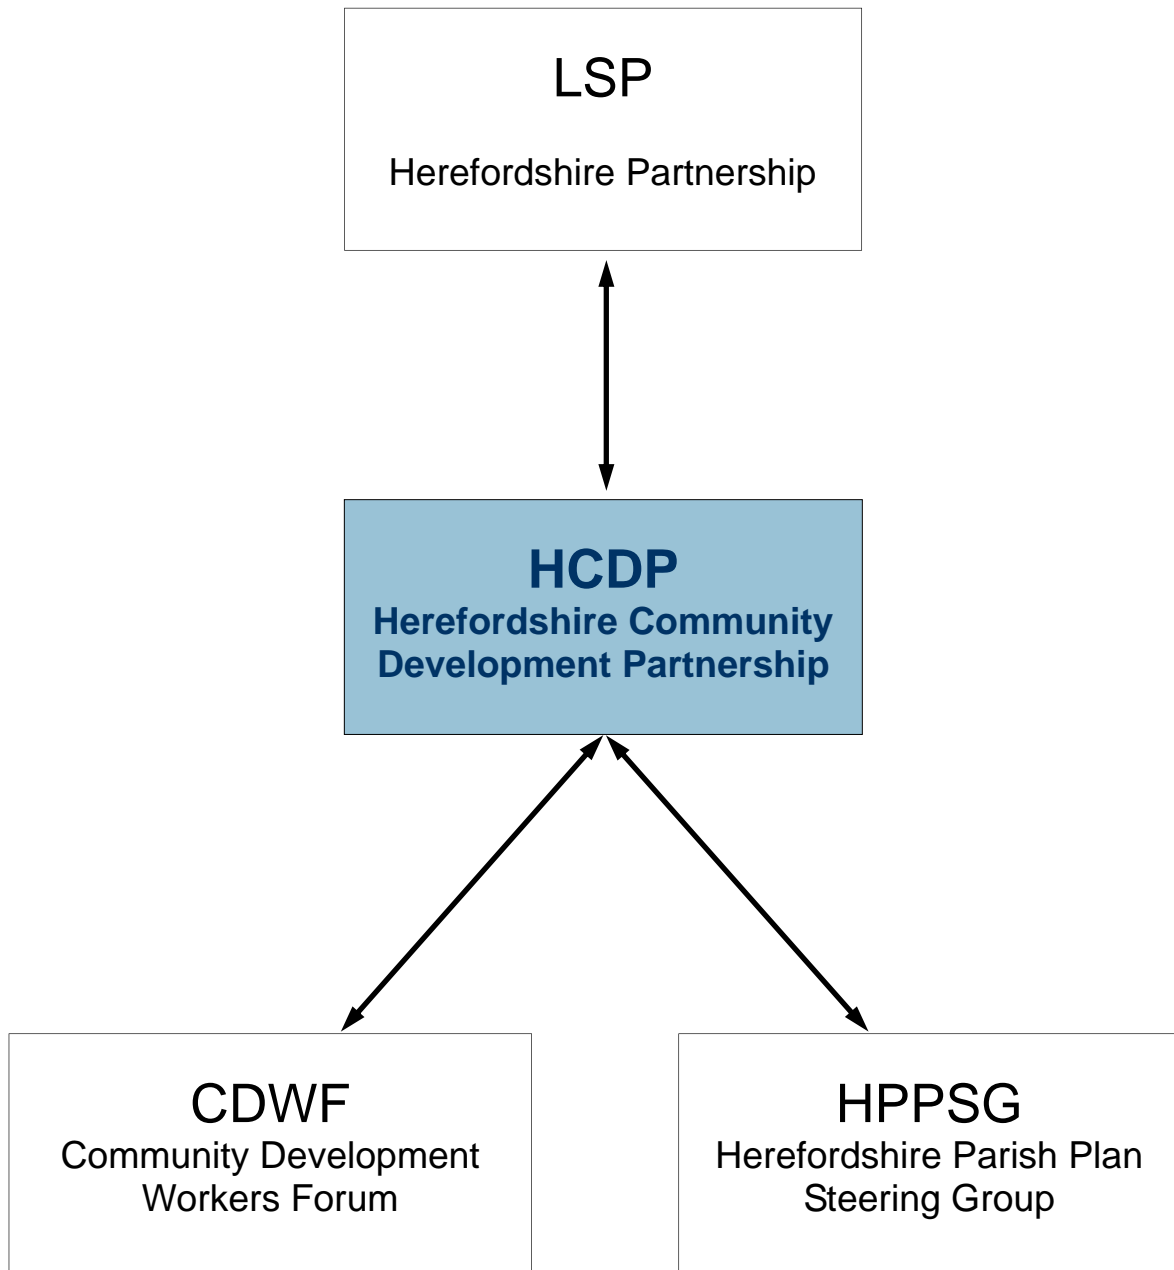 LSP
Herefordshire Partnership
HCDP
Herefordshire Community
Development Partnership
CDWF
Community Development
Workers Forum
HPPSG
Herefordshire Parish Plan
Steering Group